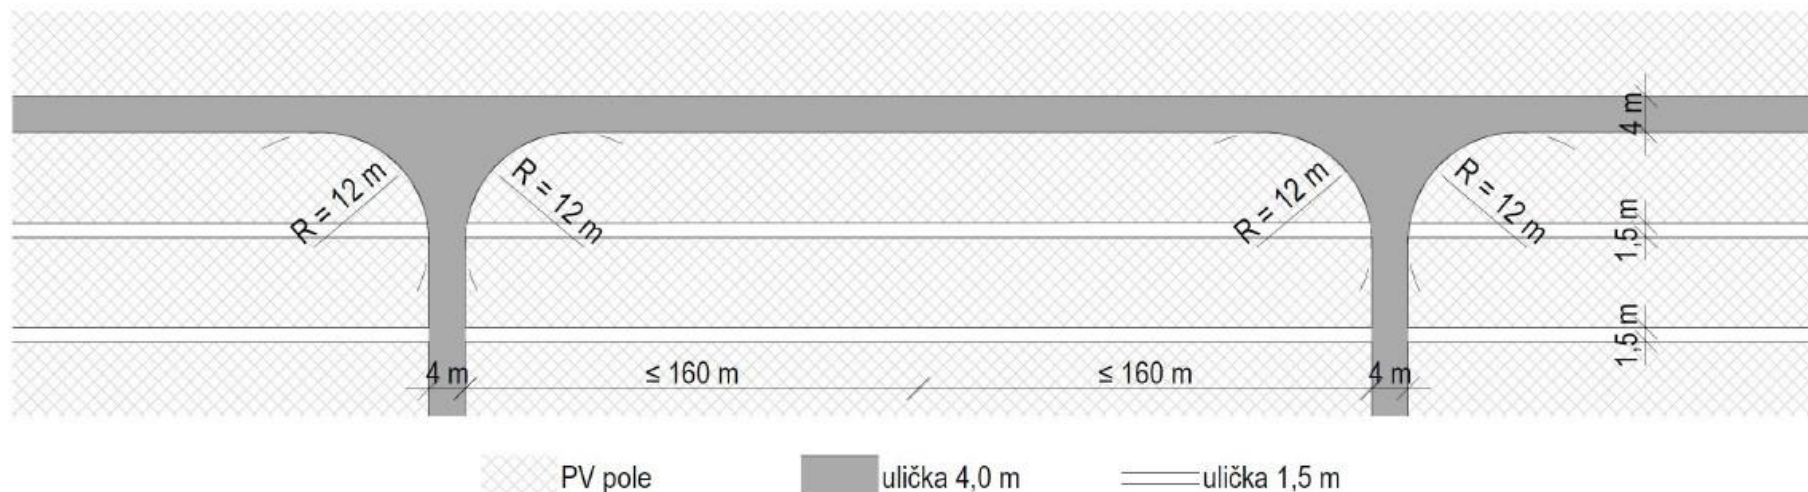 4 m
R = 12 m
R = 12 m
R = 12 m
R = 12 m
1,5 m
1,5 m
4 m
≤ 160 m
≤ 160 m
4 m
PV pole
ulička 4,0 m
ulička 1,5 m